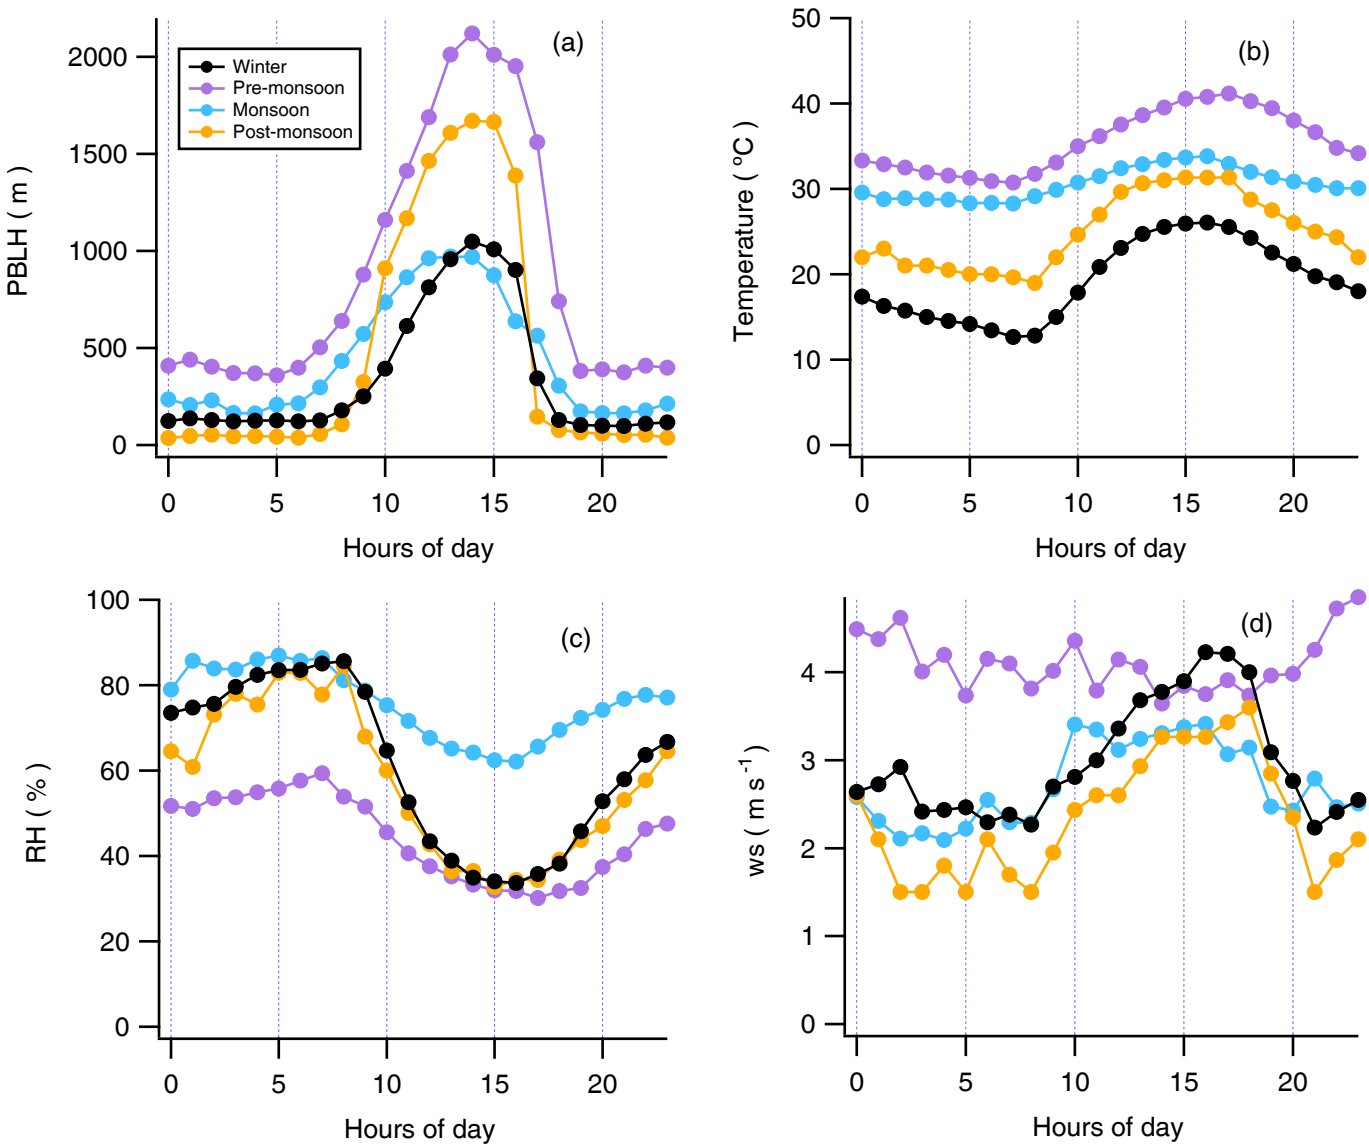 (a)
2000
1500
1000
500
0
PBLH ( m )
Winter
Pre-monsoon
Monsoon
Post-monsoon
0 5 10 15 20
Hours of day
(b)
50
40
30
20
10
0
Temperature ( °C )
0 5 10 15 20
Hours of day
(c)
100
80
60
40
20
0
RH ( % )
0 5 10 15 20
Hours of day
(d)
4
3
2
1
0
ws ( m s⁻¹ )
0 5 10 15 20
Hours of day